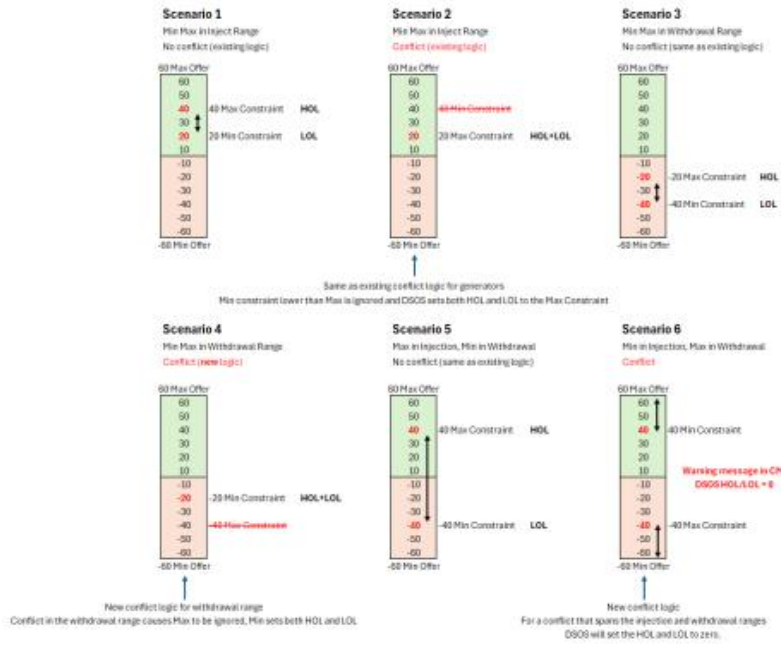 Scenario 1
Min Max in Inject Range
No conflict (existing logic)
60 Max Offer
60
50
40 40 Max Constraint HOL
30
20 20 Min Constraint LOL
10
-10
-20
-30
-40
-50
-60
-60 Min Offer
Scenario 2
Min Max in Inject Range
Conflict (existing logic)
60 Max Offer
60
50
40 40 Min Constraint
30
20 20 Max Constraint HOL+LOL
10
-10
-20
-30
-40
-50
-60
-60 Min Offer
Scenario 3
Min Max in Withdrawal Range
No conflict (same as existing logic)
60 Max Offer
60
50
40
30
20
10
-10
-20 -20 Max Constraint HOL
-30
-40 -40 Min Constraint LOL
-50
-60
-60 Min Offer
Same as existing conflict logic for generators
Min constraint lower than Max is ignored and DSOS sets both HOL and LOL to the Max Constraint
Scenario 4
Min Max in Withdrawal Range
Conflict (new logic)
60 Max Offer
60
50
40
30
20
10
-10
-20 -20 Min Constraint HOL+LOL
-30
-40 -40 Max Constraint
-50
-60
-60 Min Offer
New conflict logic for withdrawal range
Conflict in the withdrawal range causes Max to be ignored, Min sets both HOL and LOL
Scenario 5
Max in Injection, Min in Withdrawal
No conflict (same as existing logic)
60 Max Offer
60
50
40 40 Max Constraint HOL
30
20
10
-10
-20
-30
-40 -40 Min Constraint LOL
-50
-60
-60 Min Offer
Scenario 6
Min in Injection, Max in Withdrawal
Conflict
60 Max Offer
60
50
40 40 Min Constraint
30
20
10
Warning message in
DSOS HOL/LOL = 0
-10
-20
-30
-40 -40 Max Constraint
-50
-60
-60 Min Offer
New conflict logic
For a conflict that spans the injection and withdrawal ranges
DSOS will set the HOL and LOL to zero.